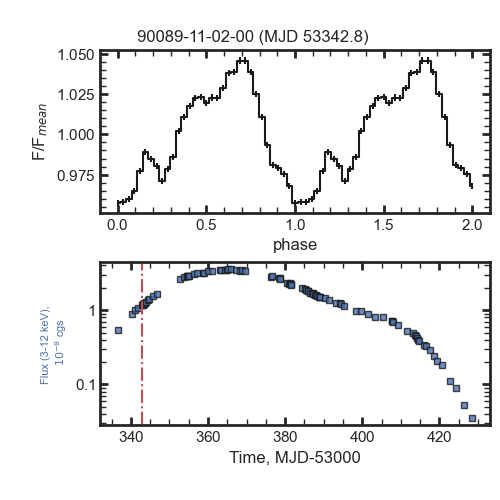 90089-11-02-00 (MJD 53342.8)
1.050
1.025
1.000
0.975
F/F_mean
0.0 0.5 1.0 1.5 2.0
phase
1
0.1
Flux (3-12 keV),
10⁻⁸ cgs
340 360 380 400 420
Time, MJD-53000